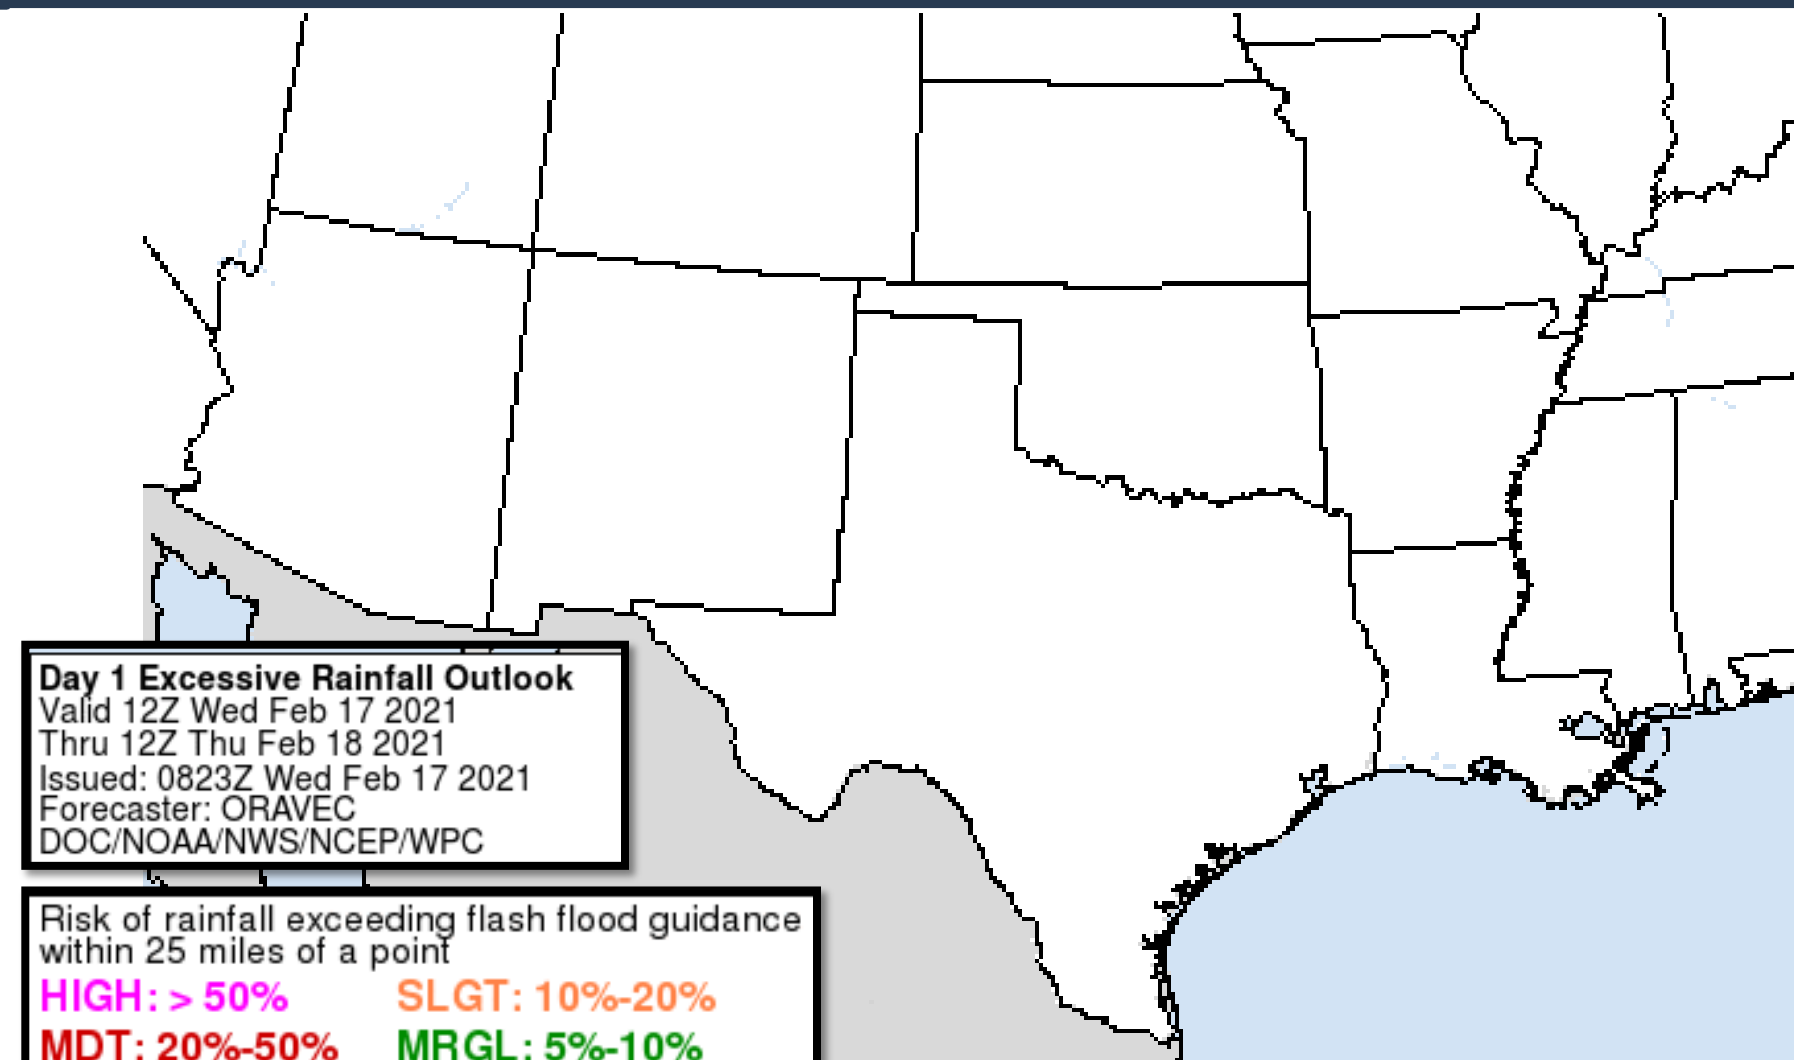 Day 1 Excessive Rainfall Outlook
Valid 12Z Wed Feb 17 2021
Thru 12Z Thu Feb 18 2021
Issued: 0823Z Wed Feb 17 2021
Forecaster: ORAVEC
DOC/NOAA/NWS/NCEP/WPC
Risk of rainfall exceeding flash flood guidance
within 25 miles of a point
HIGH: > 50% SLGT: 10%-20%
MDT: 20%-50% MRGL: 5%-10%